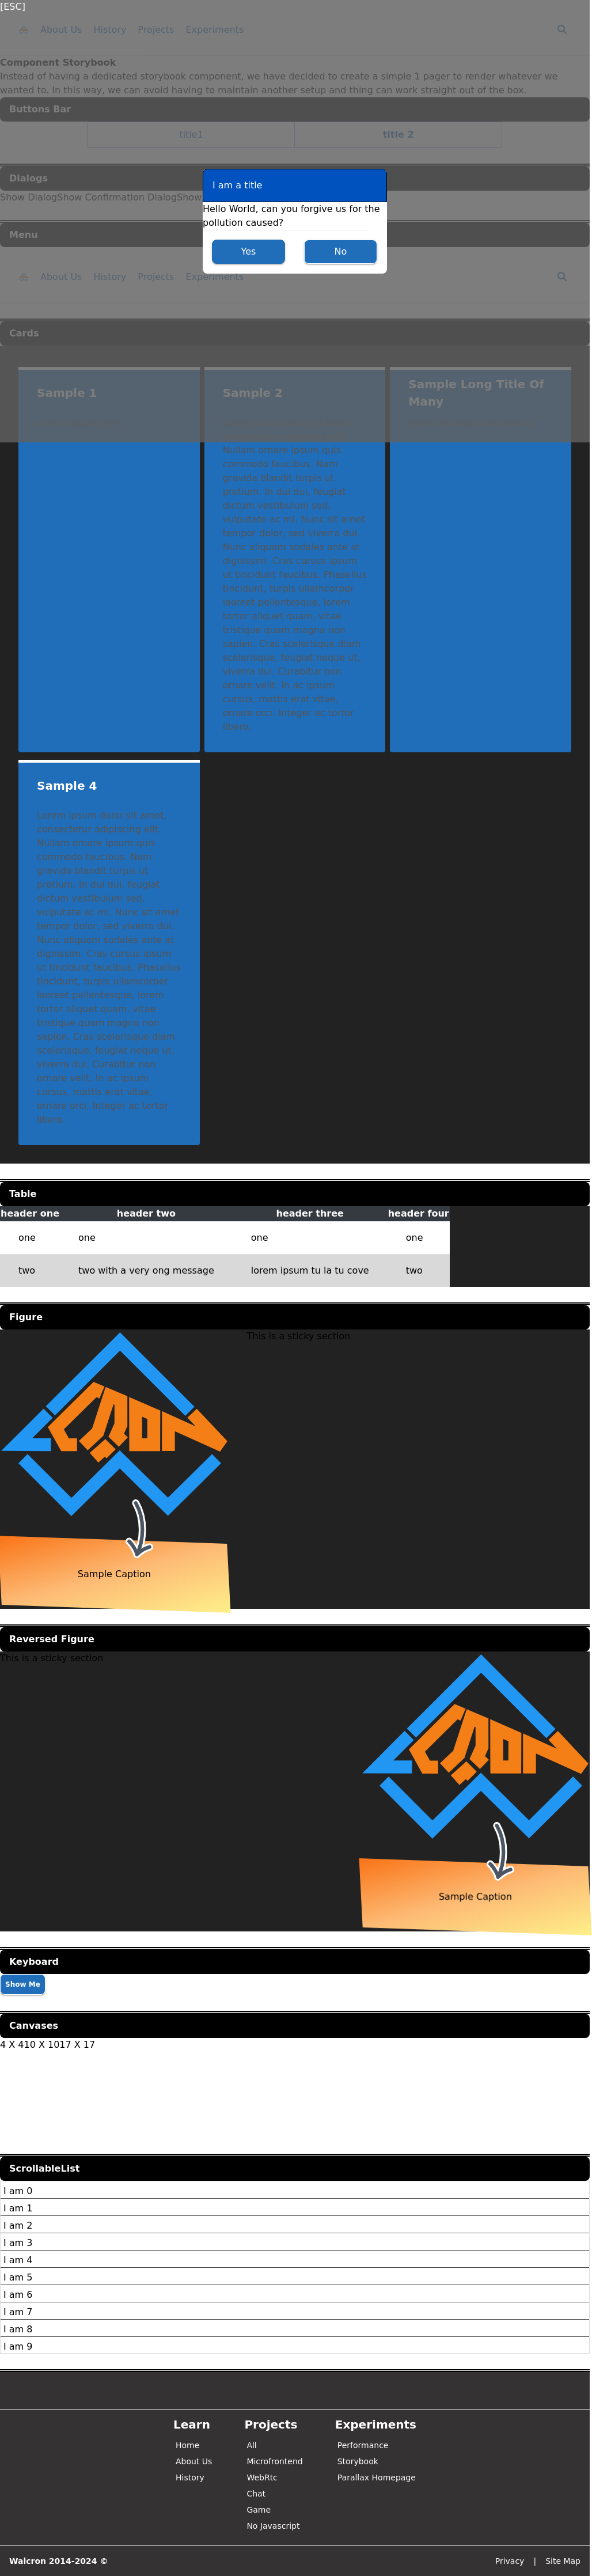 [ESC]
About Us History Projects Experiments
Component Storybook
Instead of having a dedicated storybook component, we have decided to create a simple 1 pager to render whatever we
wanted to. In this way, we can avoid having to maintain another setup and thing can work straight out of the box.
Buttons Bar
title1 title 2
Dialogs
Show DialogShow Confirmation DialogShow
I am a title
Hello World, can you forgive us for the
pollution caused?
Yes No
Menu
About Us History Projects Experiments
Cards
Sample 1
Sample 2
Nullam ornare ipsum quis
commodo faucibus. Nam
gravida blandit turpis ut
pretium. In dui dui, feugiat
dictum vestibulum sed,
vulputate ac mi. Nunc sit amet
tempor dolor, sed viverra dui.
Nunc aliquam sodales ante at
dignissim. Cras cursus ipsum
ut tincidunt faucibus. Phasellus
tincidunt, turpis ullamcorper
laoreet pellentesque, lorem
tortor aliquet quam, vitae
tristique quam magna non
sapien. Cras scelerisque diam
scelerisque, feugiat neque ut,
viverra dui. Curabitur non
ornare velit. In ac ipsum
cursus, mattis erat vitae,
ornare orci. Integer ac tortor
libero.
Sample Long Title Of
Many
Sample 4
Lorem ipsum dolor sit amet,
consectetur adipiscing elit.
Nullam ornare ipsum quis
commodo faucibus. Nam
gravida blandit turpis ut
pretium. In dui dui, feugiat
dictum vestibulum sed,
vulputate ac mi. Nunc sit amet
tempor dolor, sed viverra dui.
Nunc aliquam sodales ante at
dignissim. Cras cursus ipsum
ut tincidunt faucibus. Phasellus
tincidunt, turpis ullamcorper
laoreet pellentesque, lorem
tortor aliquet quam, vitae
tristique quam magna non
sapien. Cras scelerisque diam
scelerisque, feugiat neque ut,
viverra dui. Curabitur non
ornare velit. In ac ipsum
cursus, mattis erat vitae,
ornare orci. Integer ac tortor
libero.
Table
header one header two header three header four
one one one one
two two with a very ong message lorem ipsum tu la tu cove two
Figure
This is a sticky section
Sample Caption
Reversed Figure
This is a sticky section
Sample Caption
Keyboard
Show Me
Canvases
4 X 410 X 1017 X 17
ScrollableList
I am 0
I am 1
I am 2
I am 3
I am 4
I am 5
I am 6
I am 7
I am 8
I am 9
Learn
Home
About Us
History
Projects
All
Microfrontend
WebRtc
Chat
Game
No Javascript
Experiments
Performance
Storybook
Parallax Homepage
Walcron 2014-2024 ©
Privacy | Site Map